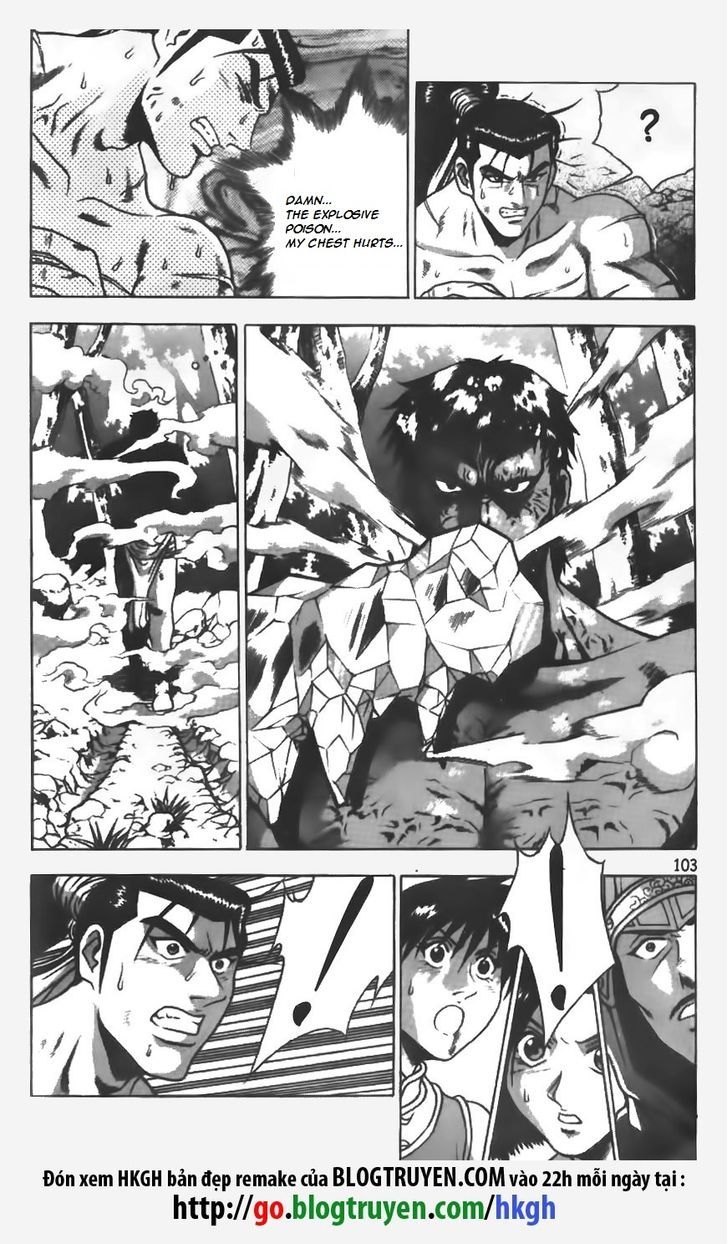 DAMN...
THE EXPLOSIVE
POISON...
MY CHEST HURTS...
?
103
!
!
Đón xem HKGH bản đẹp remake của BLOGTRUYEN.COM vào 22h mỗi ngày tại :
http://go.blogtruyen.com/hkgh